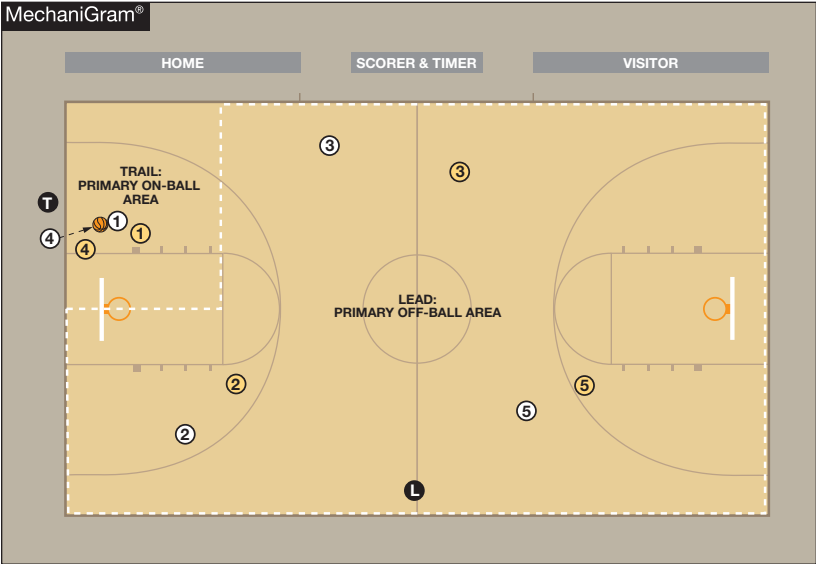 MechaniGram®
HOME
SCORER & TIMER
VISITOR
3
3
TRAIL:
PRIMARY ON-BALL
AREA
T
1
1
4
4
LEAD:
PRIMARY OFF-BALL AREA
2
5
5
2
L